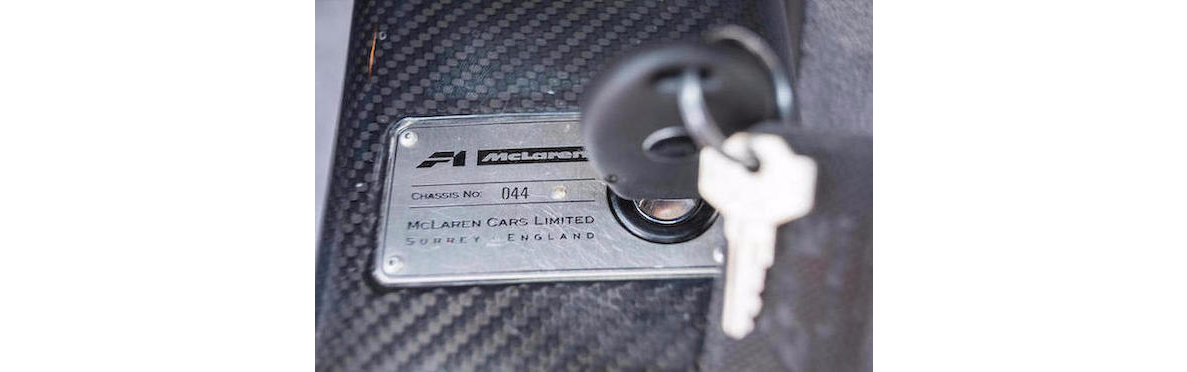 F1 McLaren
CHASSIS NO: 044
MCLAREN CARS LIMITED
SURREY · ENGLAND